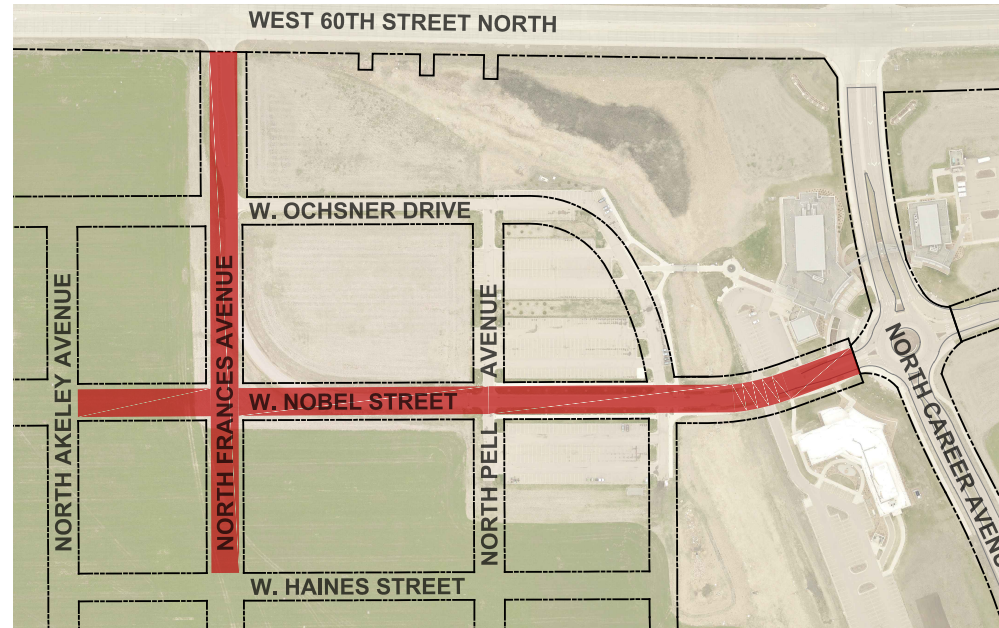 WEST 60TH STREET NORTH
W. OCHSNER DRIVE
NORTH AKELEY AVENUE
NORTH FRANCES AVENUE
NORTH PELL AVENUE
W. NOBEL STREET
NORTH CAREER AVENU
W. HAINES STREET